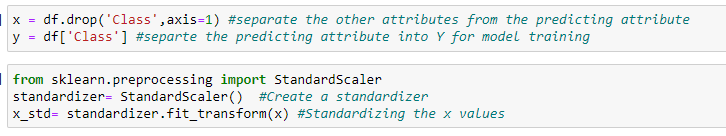 x = df.drop('Class',axis=1) #separate the other attributes from the predicting attribute
y = df['Class'] #separte the predicting attribute into Y for model training
from sklearn.preprocessing import StandardScaler
standardizer= StandardScaler()  #Create a standardizer
x_std= standardizer.fit_transform(x) #Standardizing the x values